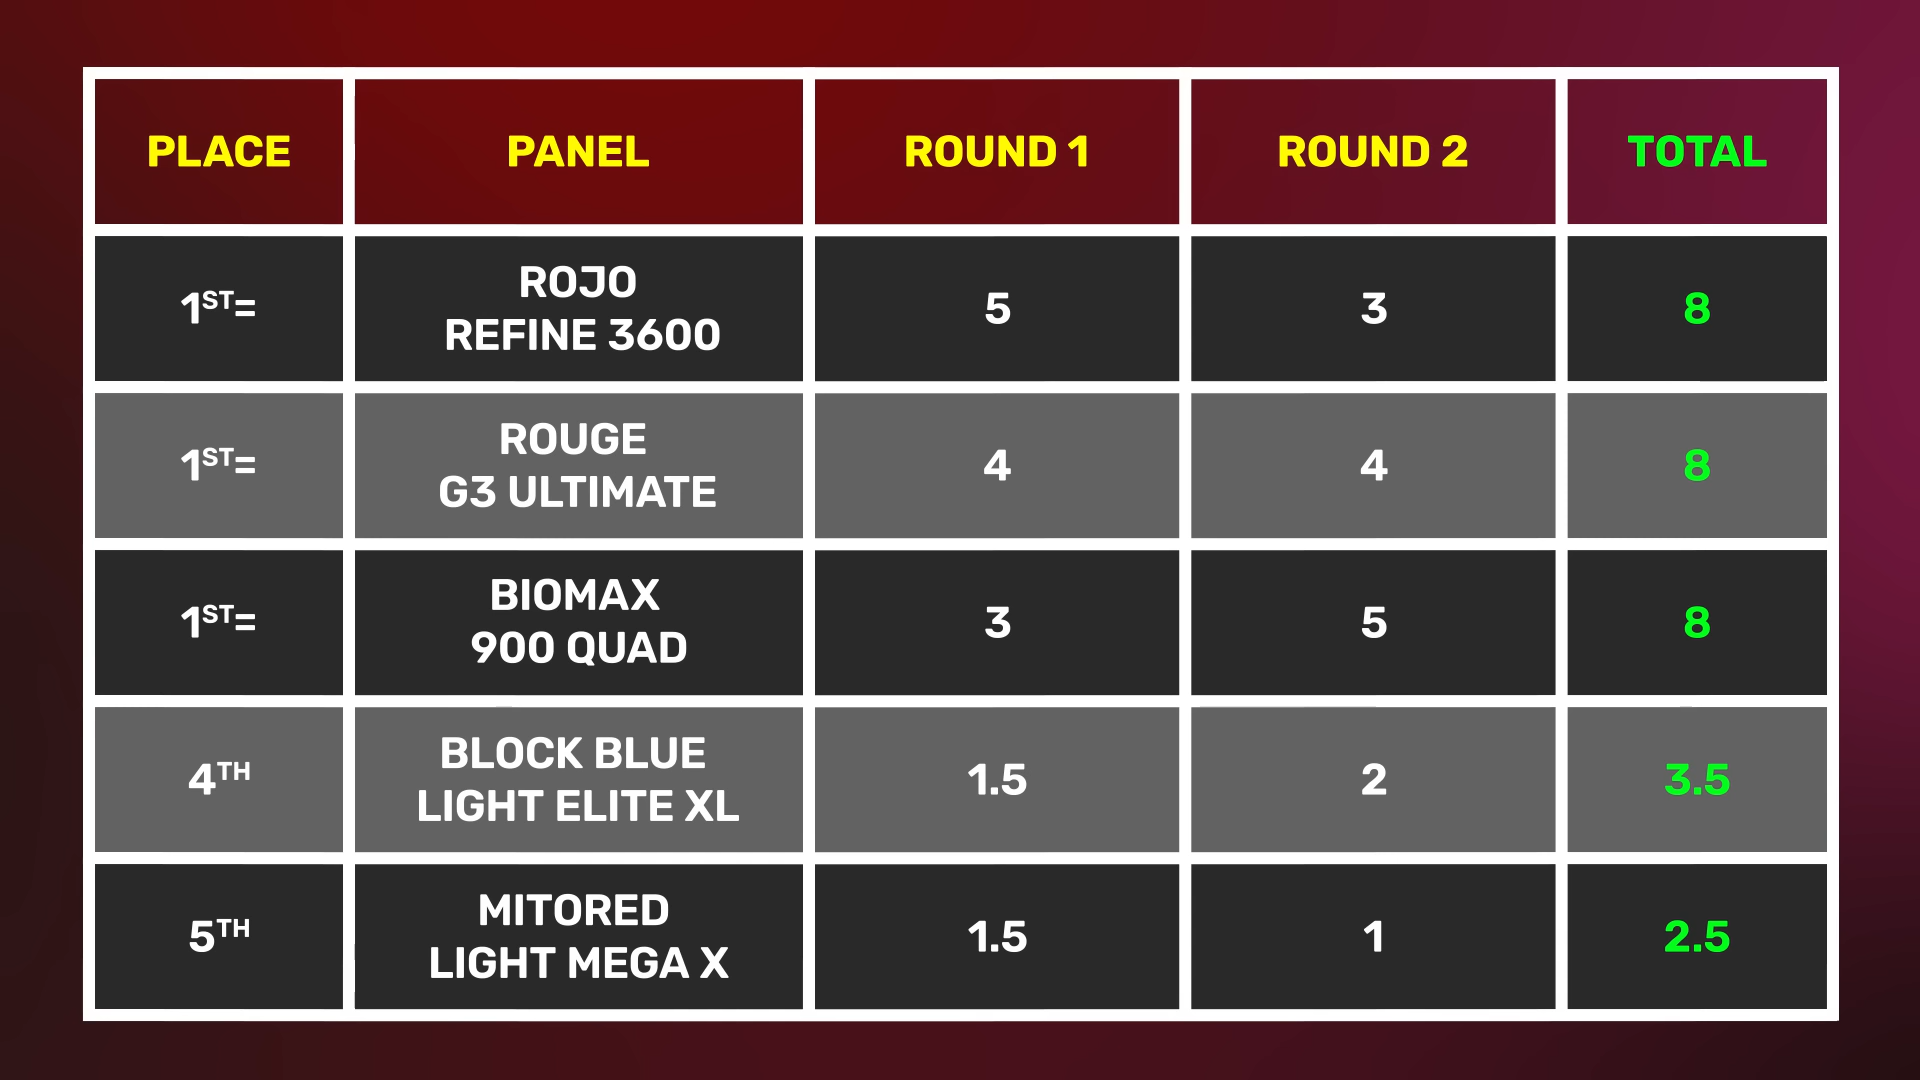 PLACE PANEL ROUND 1 ROUND 2 TOTAL
1ST= ROJO
REFINE 3600 5 3 8
1ST= ROUGE
G3 ULTIMATE 4 4 8
1ST= BIOMAX
900 QUAD 3 5 8
4TH BLOCK BLUE
LIGHT ELITE XL 1.5 2 3.5
5TH MITORED
LIGHT MEGA X 1.5 1 2.5